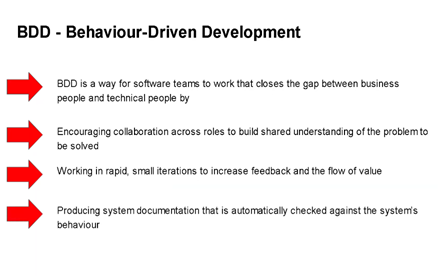 BDD - Behaviour-Driven Development
BDD is a way for software teams to work that closes the gap between business
people and technical people by
Encouraging collaboration across roles to build shared understanding of the problem to
be solved
Working in rapid, small iterations to increase feedback and the flow of value
Producing system documentation that is automatically checked against the system's
behaviour